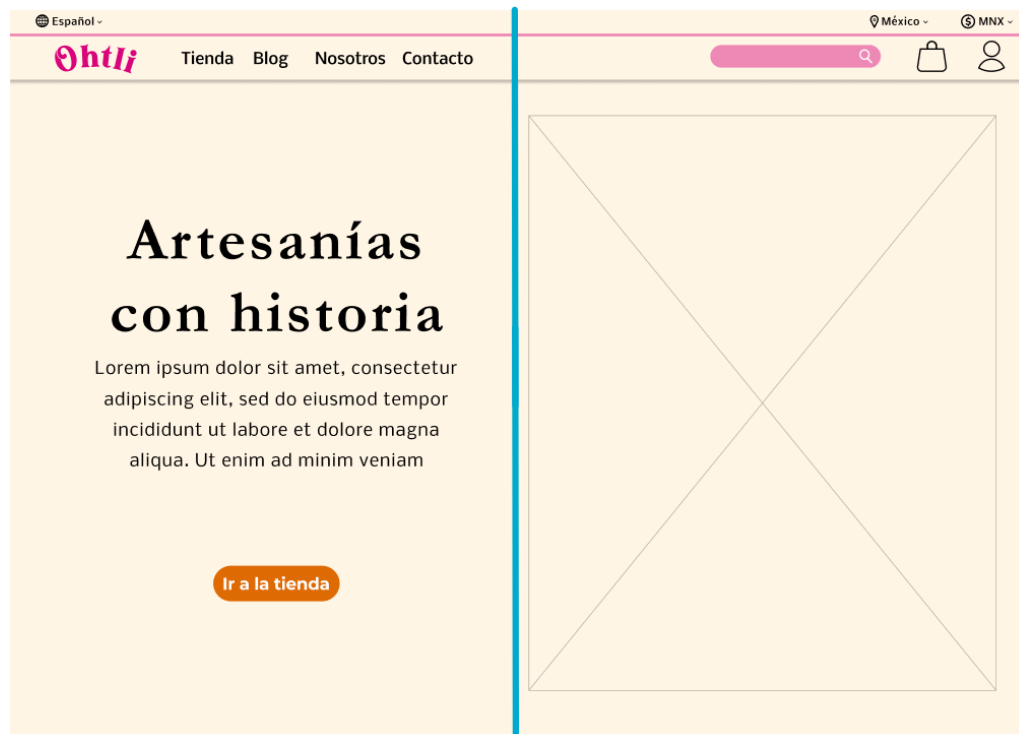 Español
México
MNX
Ohtli
Tienda Blog Nosotros Contacto
Artesanías
con historia
Lorem ipsum dolor sit amet, consectetur
adipiscing elit, sed do eiusmod tempor
incididunt ut labore et dolore magna
aliqua. Ut enim ad minim veniam
Ir a la tienda